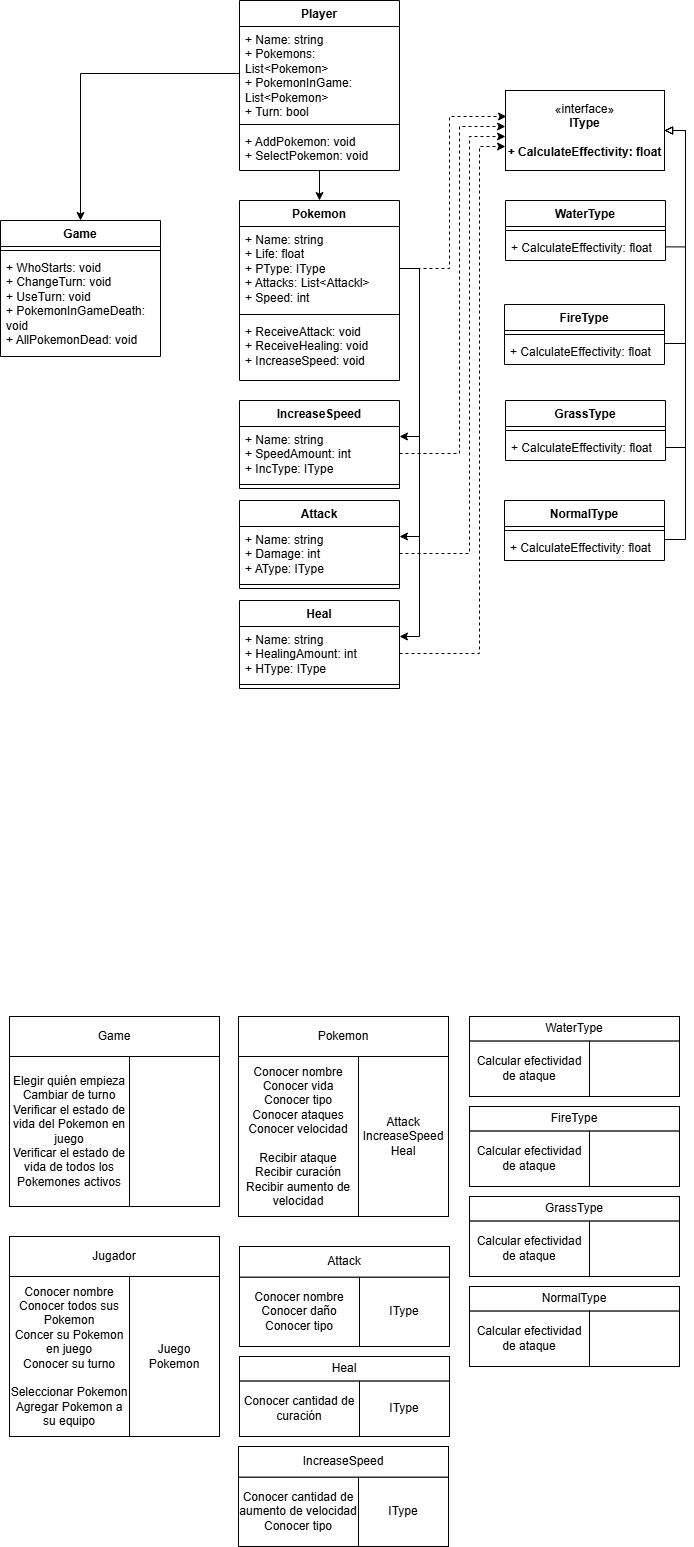 Player
+ Name: string
+ Pokemons:
List<Pokemon>
+ PokemonInGame:
List<Pokemon>
+ Turn: bool
+ AddPokemon: void
+ SelectPokemon: void
«interface»
IType
+ CalculateEffectivity: float
Game
+ WhoStarts: void
+ ChangeTurn: void
+ UseTurn: void
+ PokemonInGameDeath:
void
+ AllPokemonDead: void
Pokemon
+ Name: string
+ Life: float
+ PType: IType
+ Attacks: List<AttackI>
+ Speed: int
+ ReceiveAttack: void
+ ReceiveHealing: void
+ IncreaseSpeed: void
WaterType
+ CalculateEffectivity: float
FireType
+ CalculateEffectivity: float
IncreaseSpeed
+ Name: string
+ SpeedAmount: int
+ IncType: IType
GrassType
+ CalculateEffectivity: float
Attack
+ Name: string
+ Damage: int
+ AType: IType
NormalType
+ CalculateEffectivity: float
Heal
+ Name: string
+ HealingAmount: int
+ HType: IType
Game
Elegir quién empieza
Cambiar de turno
Verificar el estado de
vida del Pokemon en
juego
Verificar el estado de
vida de todos los
Pokemones activos
Pokemon
Conocer nombre
Conocer vida
Conocer tipo
Conocer ataques
Conocer velocidad
Recibir ataque
Recibir curación
Recibir aumento de
velocidad
Attack
IncreaseSpeed
Heal
WaterType
Calcular efectividad
de ataque
FireType
Calcular efectividad
de ataque
GrassType
Calcular efectividad
de ataque
NormalType
Calcular efectividad
de ataque
Jugador
Conocer nombre
Conocer todos sus
Pokemon
Concer su Pokemon
en juego
Conocer su turno
Seleccionar Pokemon
Agregar Pokemon a
su equipo
Juego
Pokemon
Attack
Conocer nombre
Conocer daño
Conocer tipo
IType
Heal
Conocer cantidad de
curación
IType
IncreaseSpeed
Conocer cantidad de
aumento de velocidad
Conocer tipo
IType